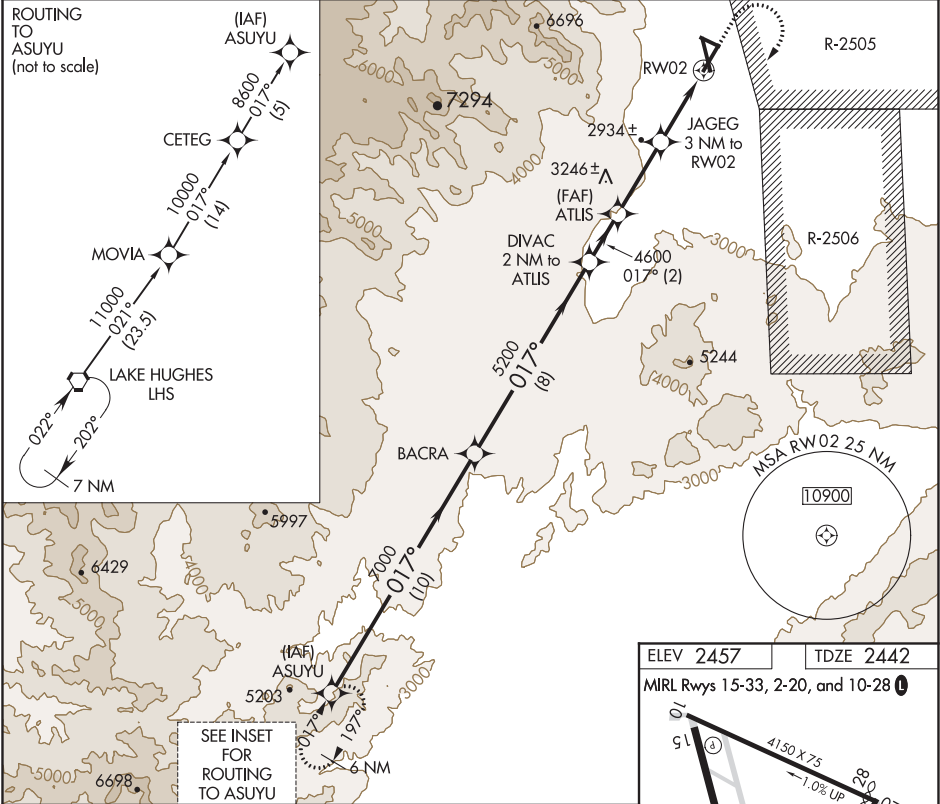 ROUTING
TO
ASUYU
(not to scale)
(IAF)
ASUYU
8600
017°
(5)
CETEG
10000
017°
(14)
MOVIA
11000
021°
(23.5)
LAKE HUGHES
LHS
022°
202°
7 NM
6696
6000
5000
7294
4000
5000
RW02
R-2505
2934 ±
JAGEG
3 NM to
RW02
3246 ±
(FAF)
ATLIS
DIVAC
2 NM to
ATLIS
4600
017° (2)
3000
R-2506
5244
4000
5200
017°
(8)
BACRA
3000
MSA RW02 25 NM
10900
5997
4000
6429
5000
7000
017°
(10)
(IAF)
ASUYU
5203
3000
017°
197°
6 NM
SEE INSET
FOR
ROUTING
TO ASUYU
5000
6698
ELEV 2457
TDZE 2442
MIRL Rwys 15-33, 2-20, and 10-28 L
10
15
P
4150 X 75
1.0% UP
28